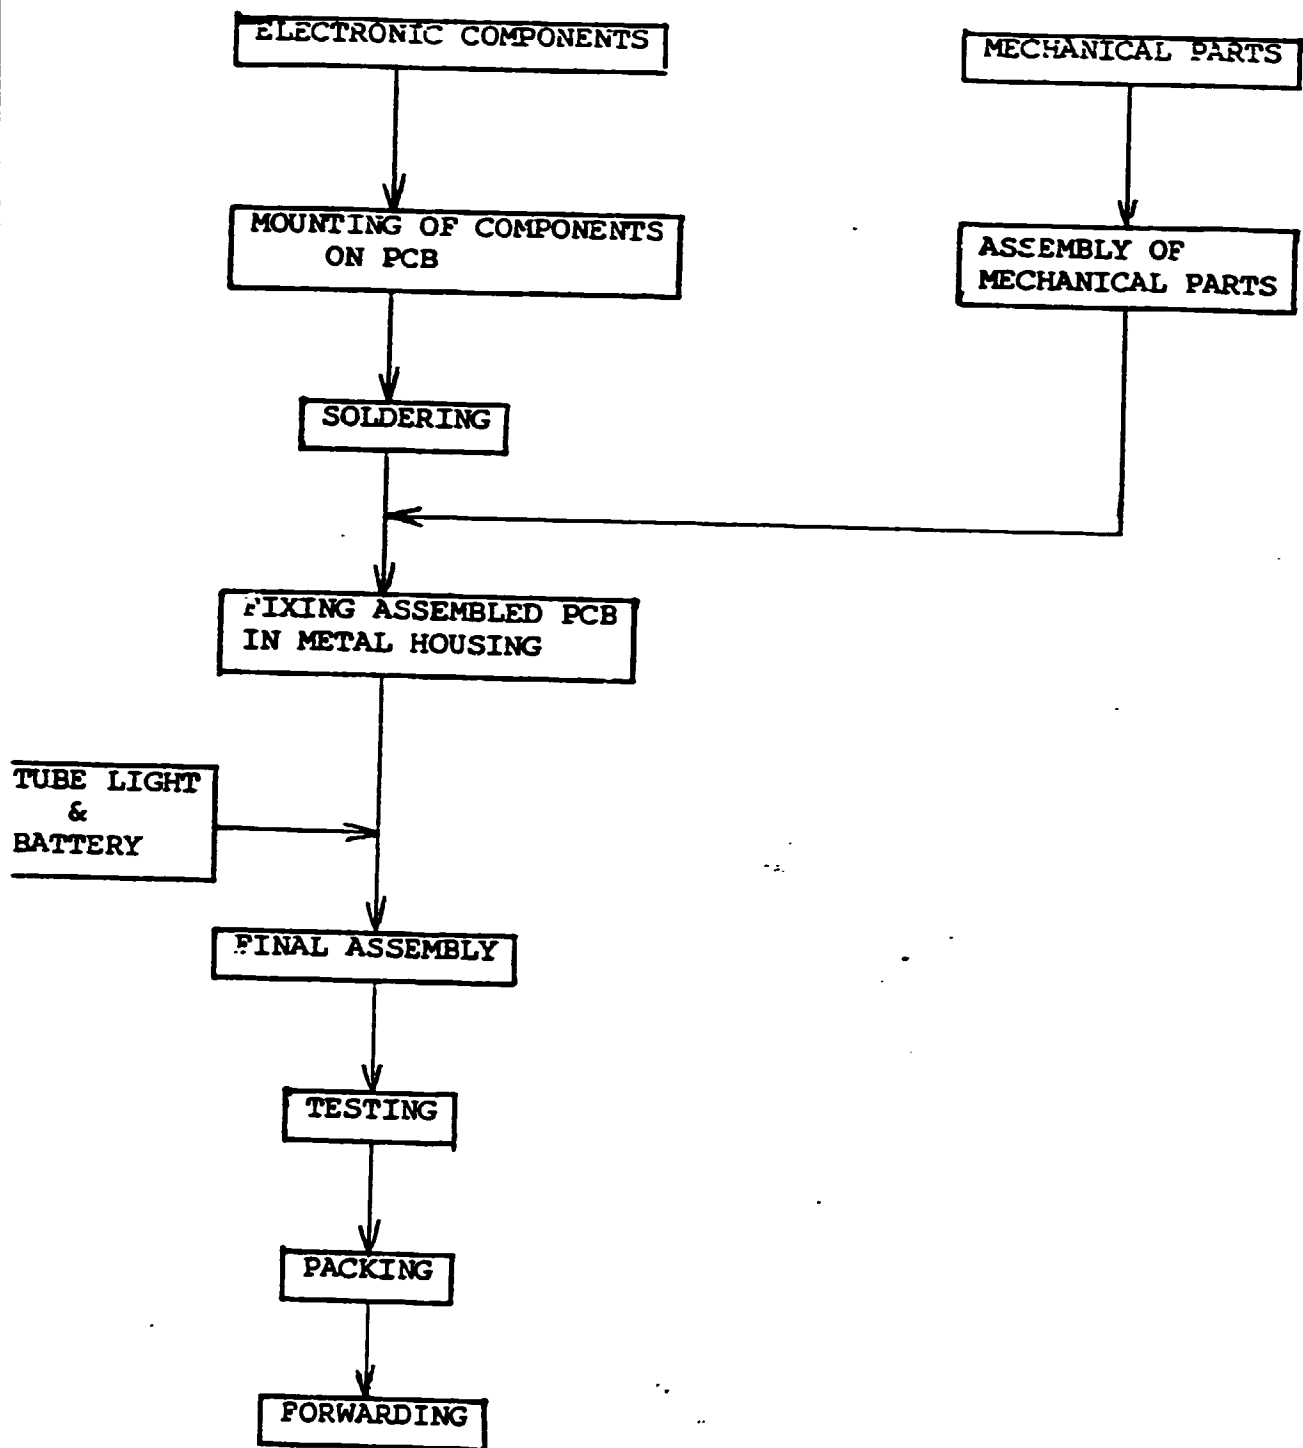 ELECTRONIC COMPONENTS
MECHANICAL PARTS
MOUNTING OF COMPONENTS
ON PCB
ASSEMBLY OF
MECHANICAL PARTS
SOLDERING
FIXING ASSEMBLED PCB
IN METAL HOUSING
TUBE LIGHT
&
BATTERY
FINAL ASSEMBLY
TESTING
PACKING
FORWARDING